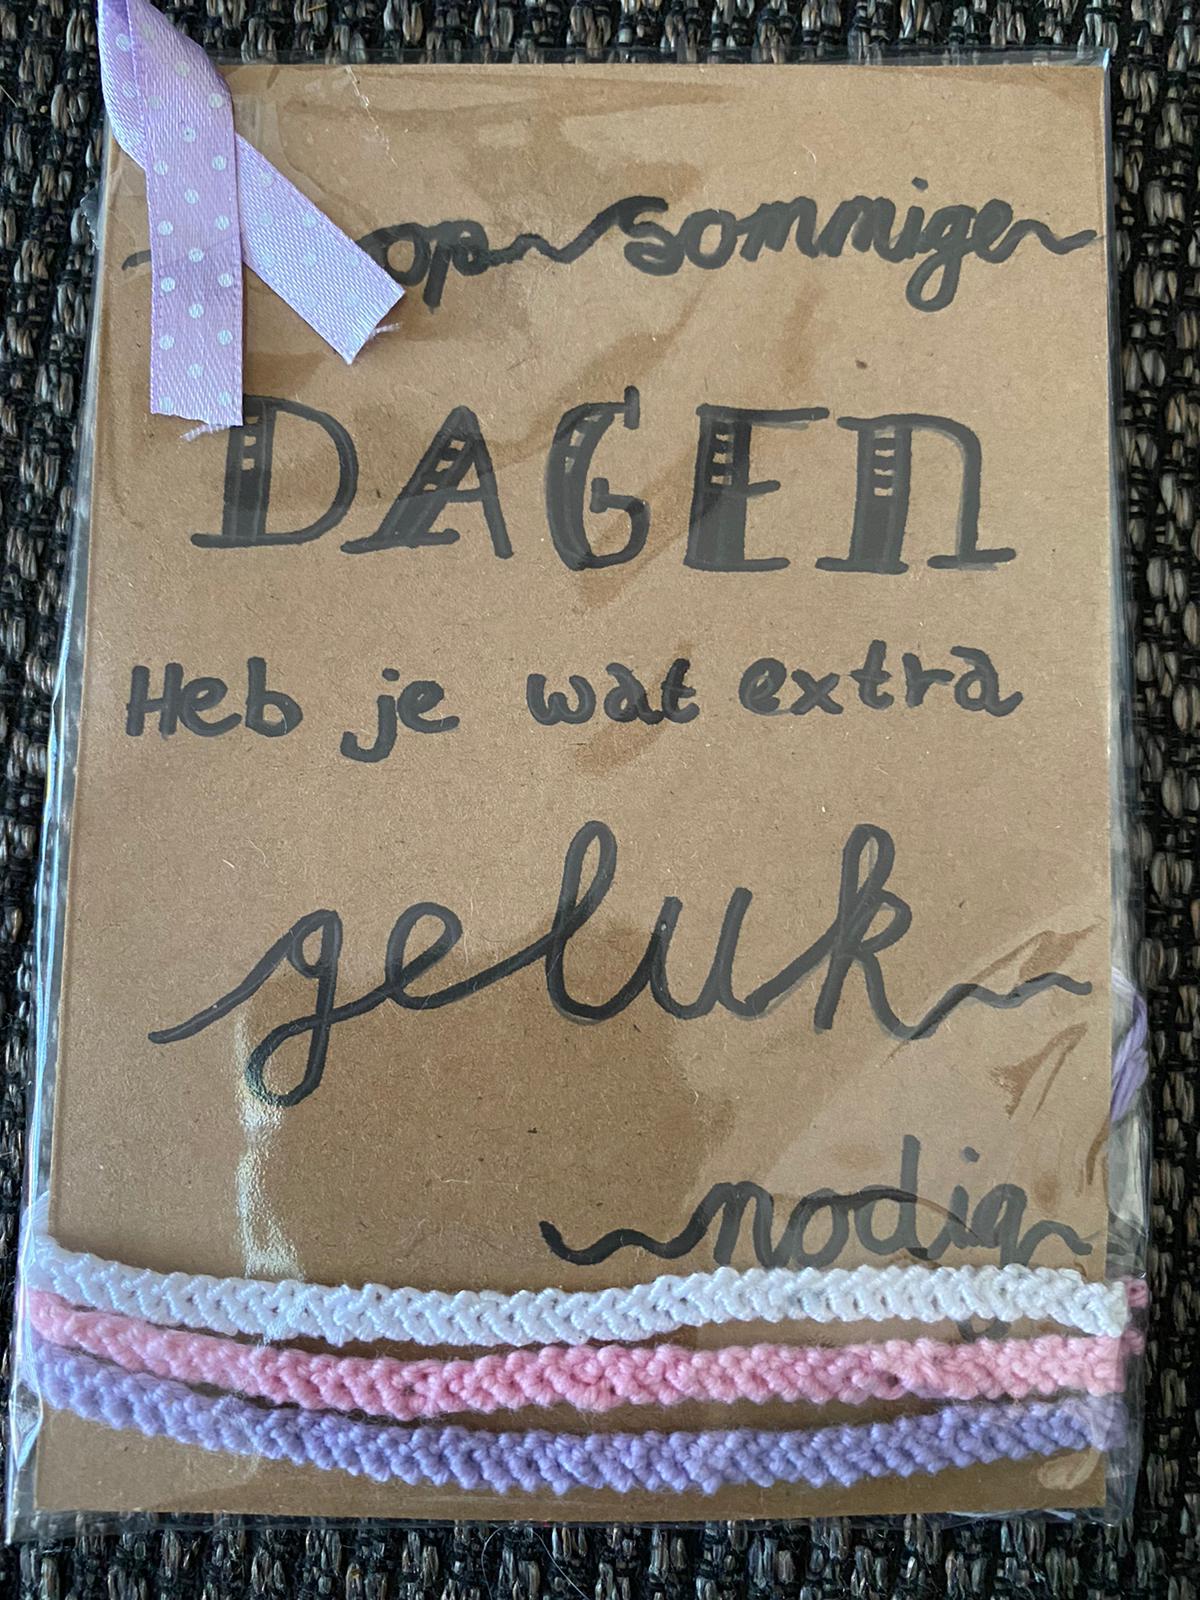 op sommige
DAGEN
Heb je wat extra
geluk
nodig